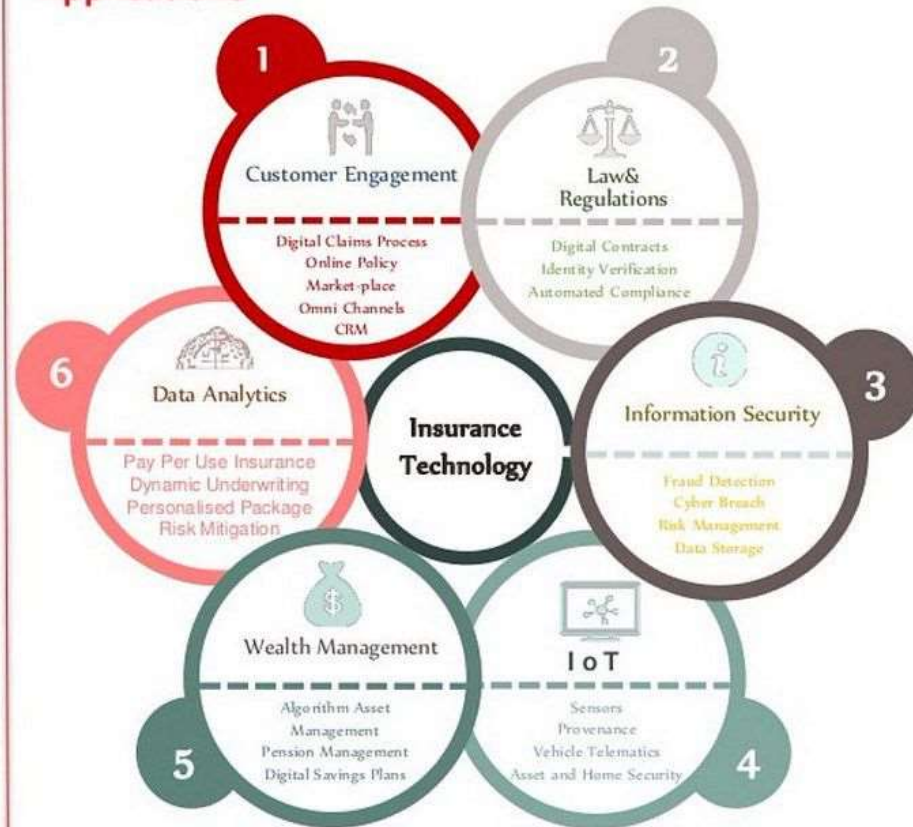 1
Customer Engagement
Digital Claims Process
Online Policy
Market-place
Omni Channels
CRM
2
Law&
Regulations
Digital Contracts
Identity Verification
Automated Compliance
3
Information Security
Fraud Detection
Cyber Breach
Risk Management
Data Storage
Insurance
Technology
6
Data Analytics
Pay Per Use Insurance
Dynamic Underwriting
Personalised Package
Risk Mitigation
5
Wealth Management
Algorithm Asset
Management
Pension Management
Digital Savings Plans
4
IoT
Sensors
Provenance
Vehicle Telematics
Asset and Home Security